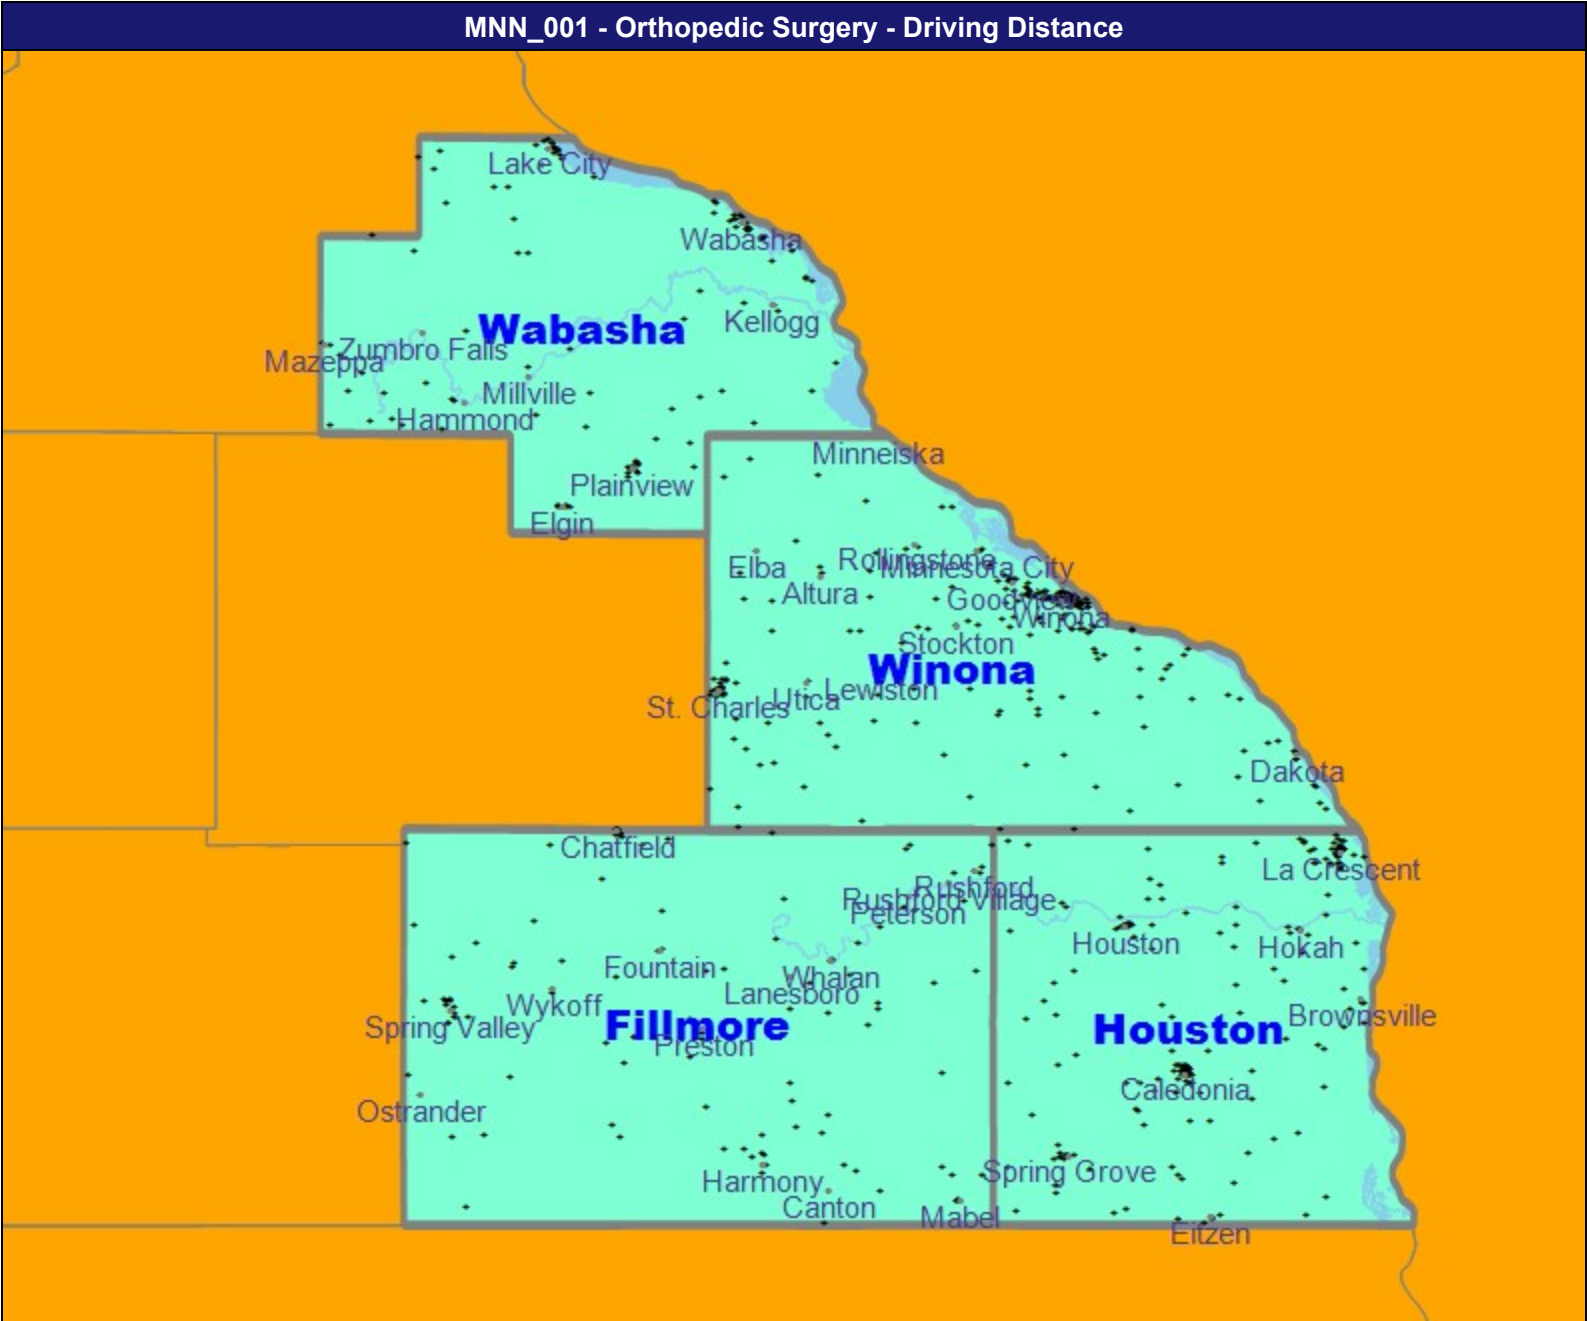 MNN_001 - Orthopedic Surgery - Driving Distance
Lake City
Wabasha
Kellogg
Wabasha
Zumbro Falls
Mazeppa
Millville
Hammond
Minneiska
Plainview
Elgin
Rollingstone
Elba
Minnesota City
Altura
Goodview
Winona
Stockton
Winona
Lewiston
Utica
St. Charles
Dakota
Chatfield
La Crescent
Rushford
Rushford Village
Peterson
Houston
Hokah
Fountain
Whalan
Lanesboro
Wykoff
Brownsville
Spring Valley
Fillmore
Houston
Preston
Caledonia
Ostrander
Spring Grove
Harmony
Canton
Mabel
Eitzen